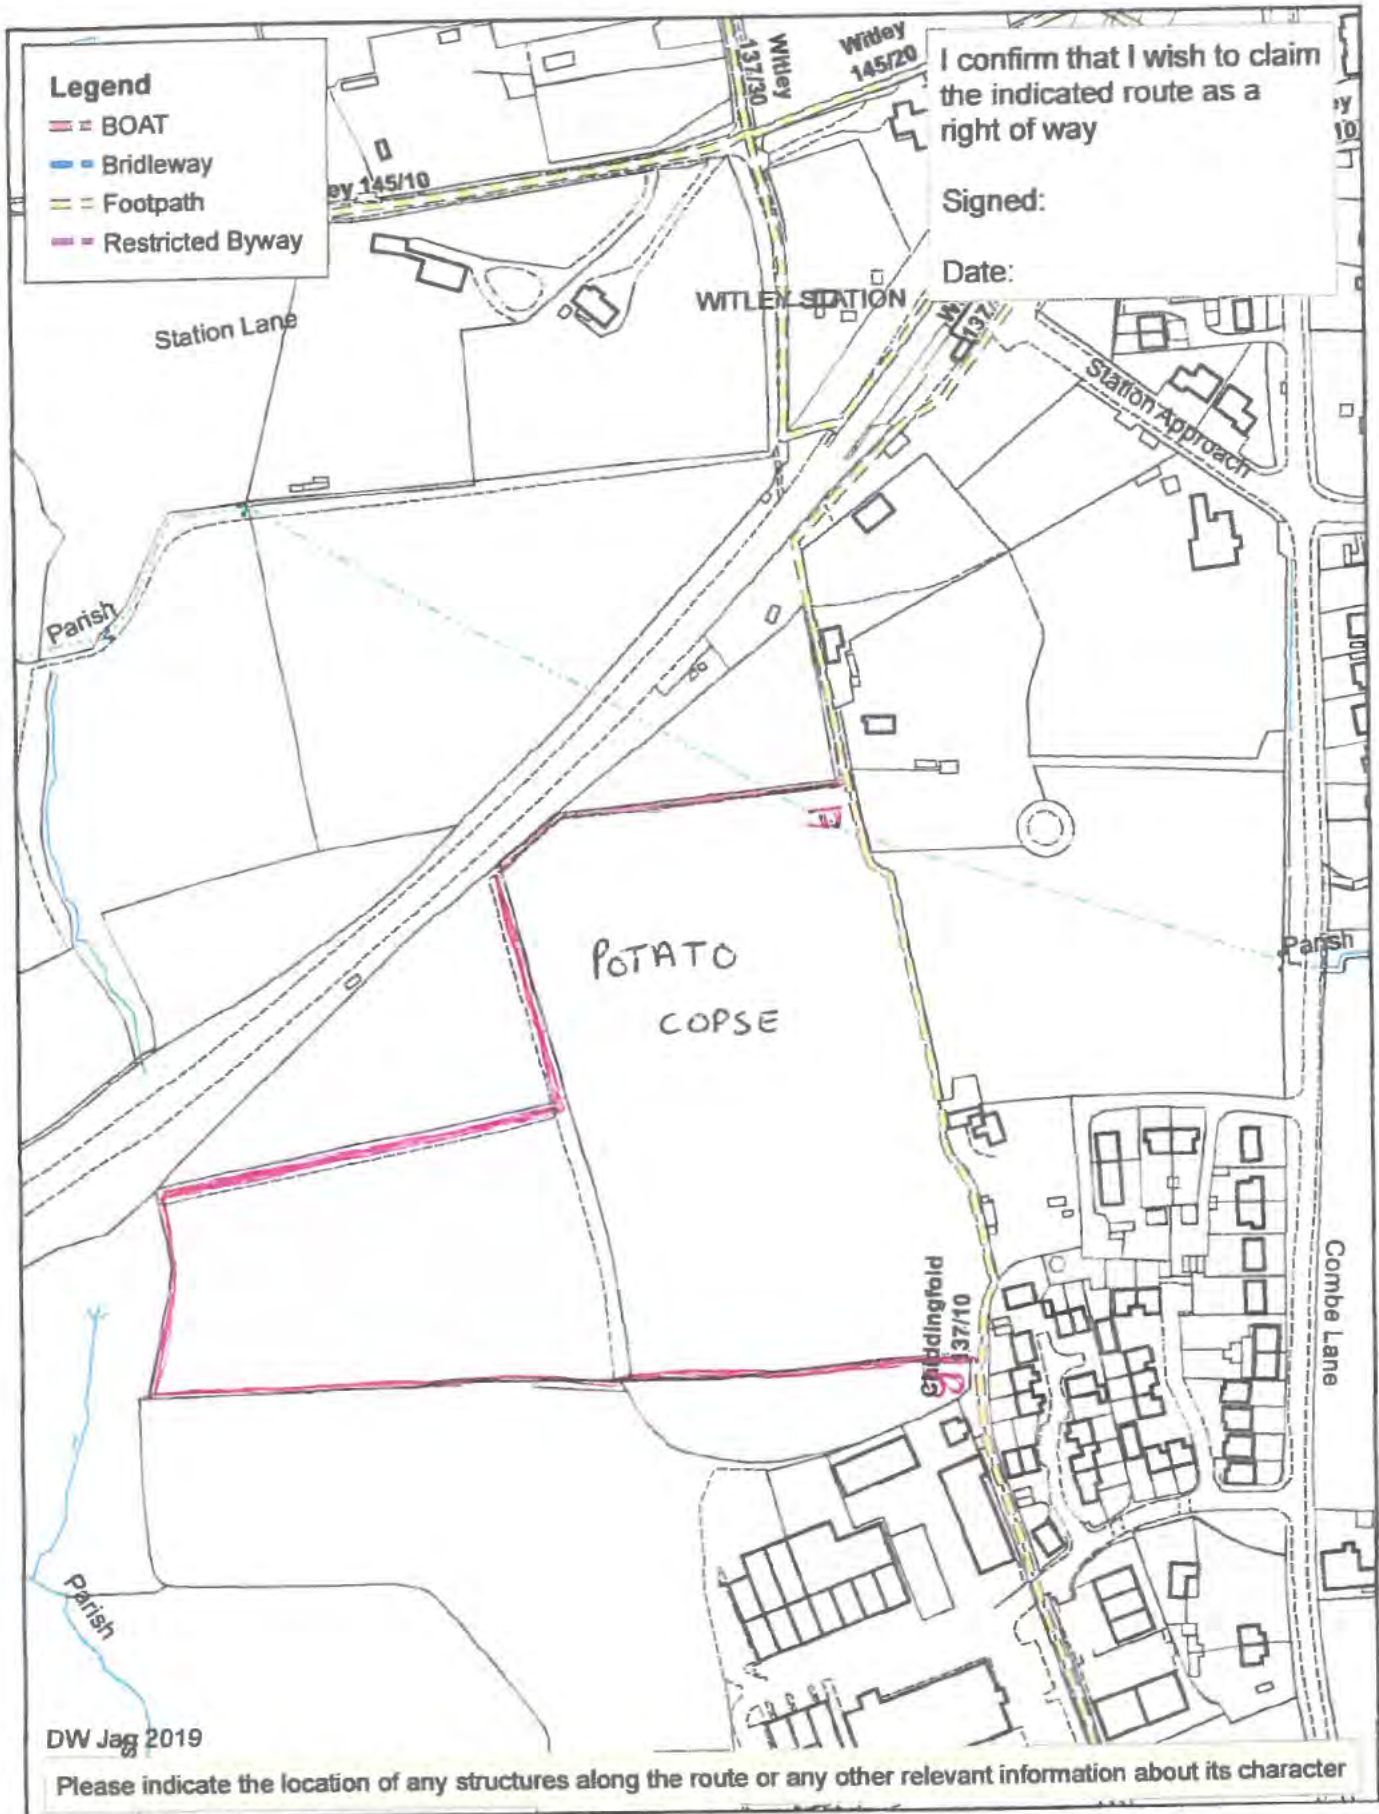 Legend
BOAT
Bridleway
Footpath
Restricted Byway
Witley
137/30
Witley
145/20
I confirm that I wish to claim
the indicated route as a
right of way
Signed:
Date:
ey 145/10
Station Lane
WITLEY STATION
137/
Station Approach
Parish
POTATO
COPSE
Parish
Chiddingfold
137/10
Combe Lane
Parish
DW Jag 2019
Please indicate the location of any structures along the route or any other relevant information about its character